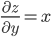 ∂z/∂y = x